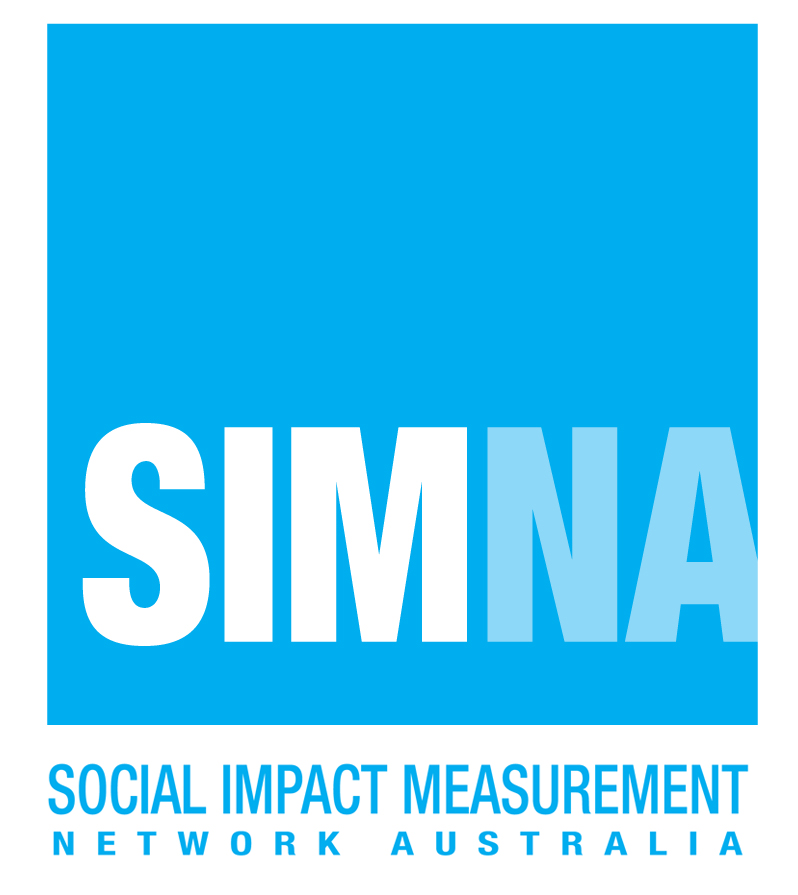 SIMNA
SOCIAL IMPACT MEASUREMENT
NETWORK AUSTRALIA